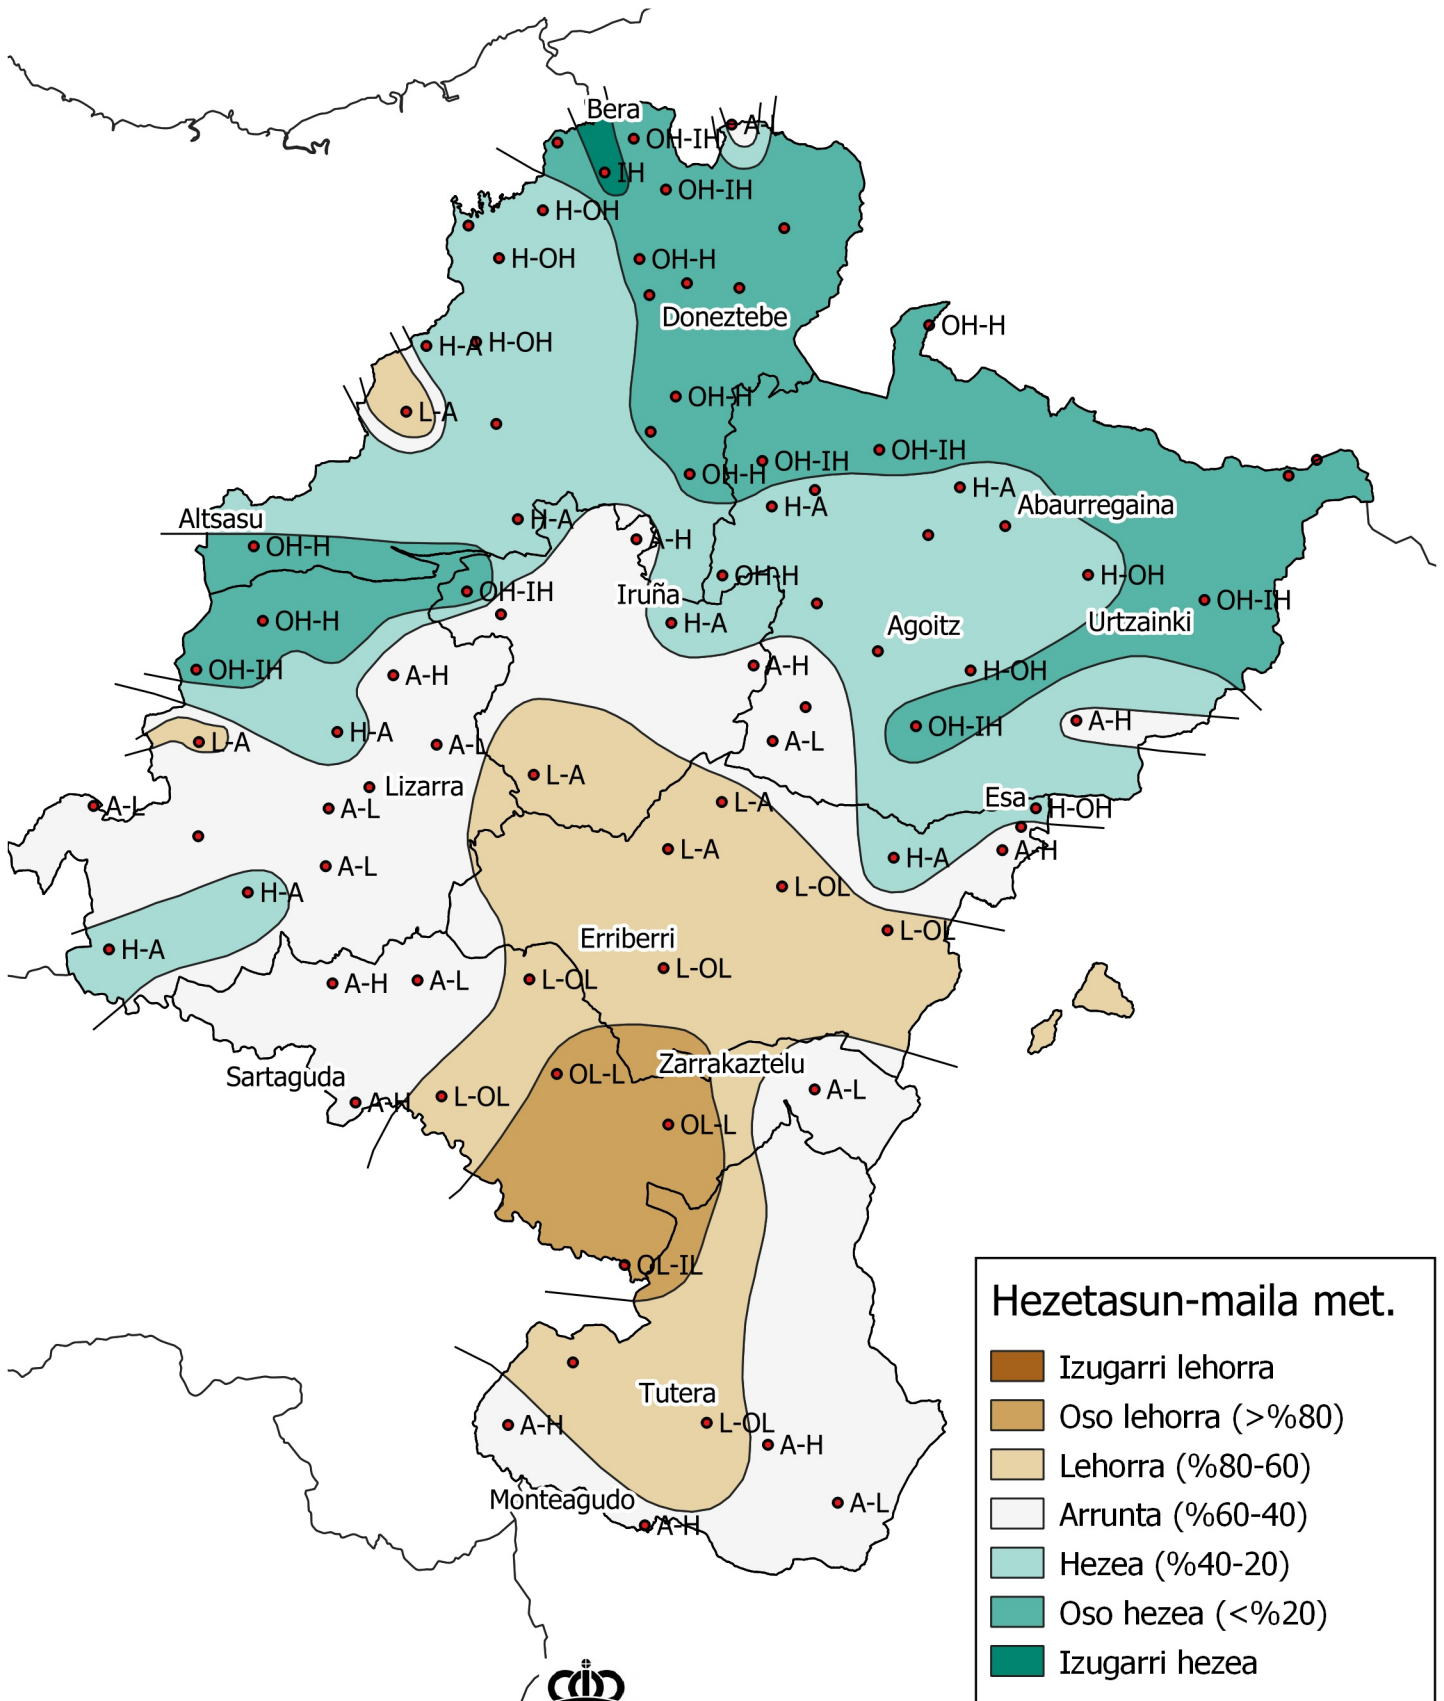 Bera
OH-IH
A-L
IH
OH-IH
H-OH
H-OH
OH-H
Doneztebe
OH-H
H-A
H-OH
L-A
OH-H
OH-IH
OH-IH
OH-H
H-A
H-A
Abaurregaina
Altsasu
H-A
A-H
OH-H
OH-H
H-OH
OH-IH
Iruña
OH-IH
OH-H
H-A
Agoitz
Urtzainki
OH-IH
A-H
A-H
H-OH
H-A
OH-IH
A-H
L-A
A-L
A-L
L-A
Lizarra
A-L
A-L
L-A
Esa
H-OH
L-A
A-H
A-L
H-A
H-A
L-OL
H-A
Erriberri
L-OL
A-H
A-L
L-OL
L-OL
Sartaguda
OL-L
Zarrakaztelu
A-H
L-OL
A-L
OL-L
OL-IL
Tutera
A-H
L-OL
A-H
Monteagudo
A-L
A-H
Hezetasun-maila met.
Izugarri lehorra
Oso lehorra (>%80)
Lehorra (%80-60)
Arrunta (%60-40)
Hezea (%40-20)
Oso hezea (<%20)
Izugarri hezea